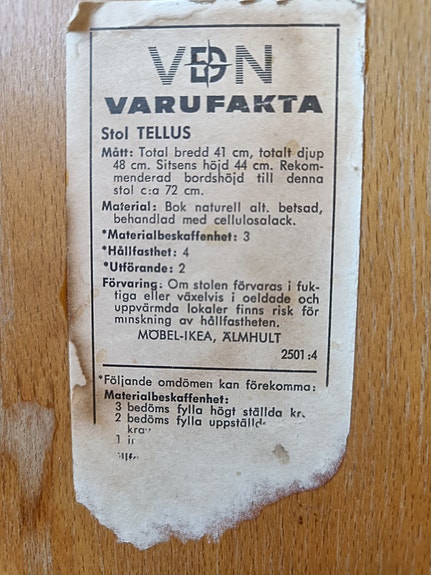 VDN
VARUFAKTA
Stol TELLUS
Mått: Total bredd 41 cm, totalt djup
48 cm. Sitsens höjd 44 cm. Rekom-
menderad bordshöjd till denna
stol c:a 72 cm.
Material: Bok naturell alt. betsad,
behandlad med cellulosalack.
*Materialbeskaffenhet: 3
*Hållfasthet: 4
*Utförande: 2
Förvaring: Om stolen förvaras i fuk-
tiga eller växelvis i oeldade och
uppvärmda lokaler finns risk för
minskning av hållfastheten.
MÖBEL-IKEA, ÄLMHULT
2501:4
*Följande omdömen kan förekomma:
Materialbeskaffenhet:
3 bedöms fylla högt ställda
2 bedöms fylla
1